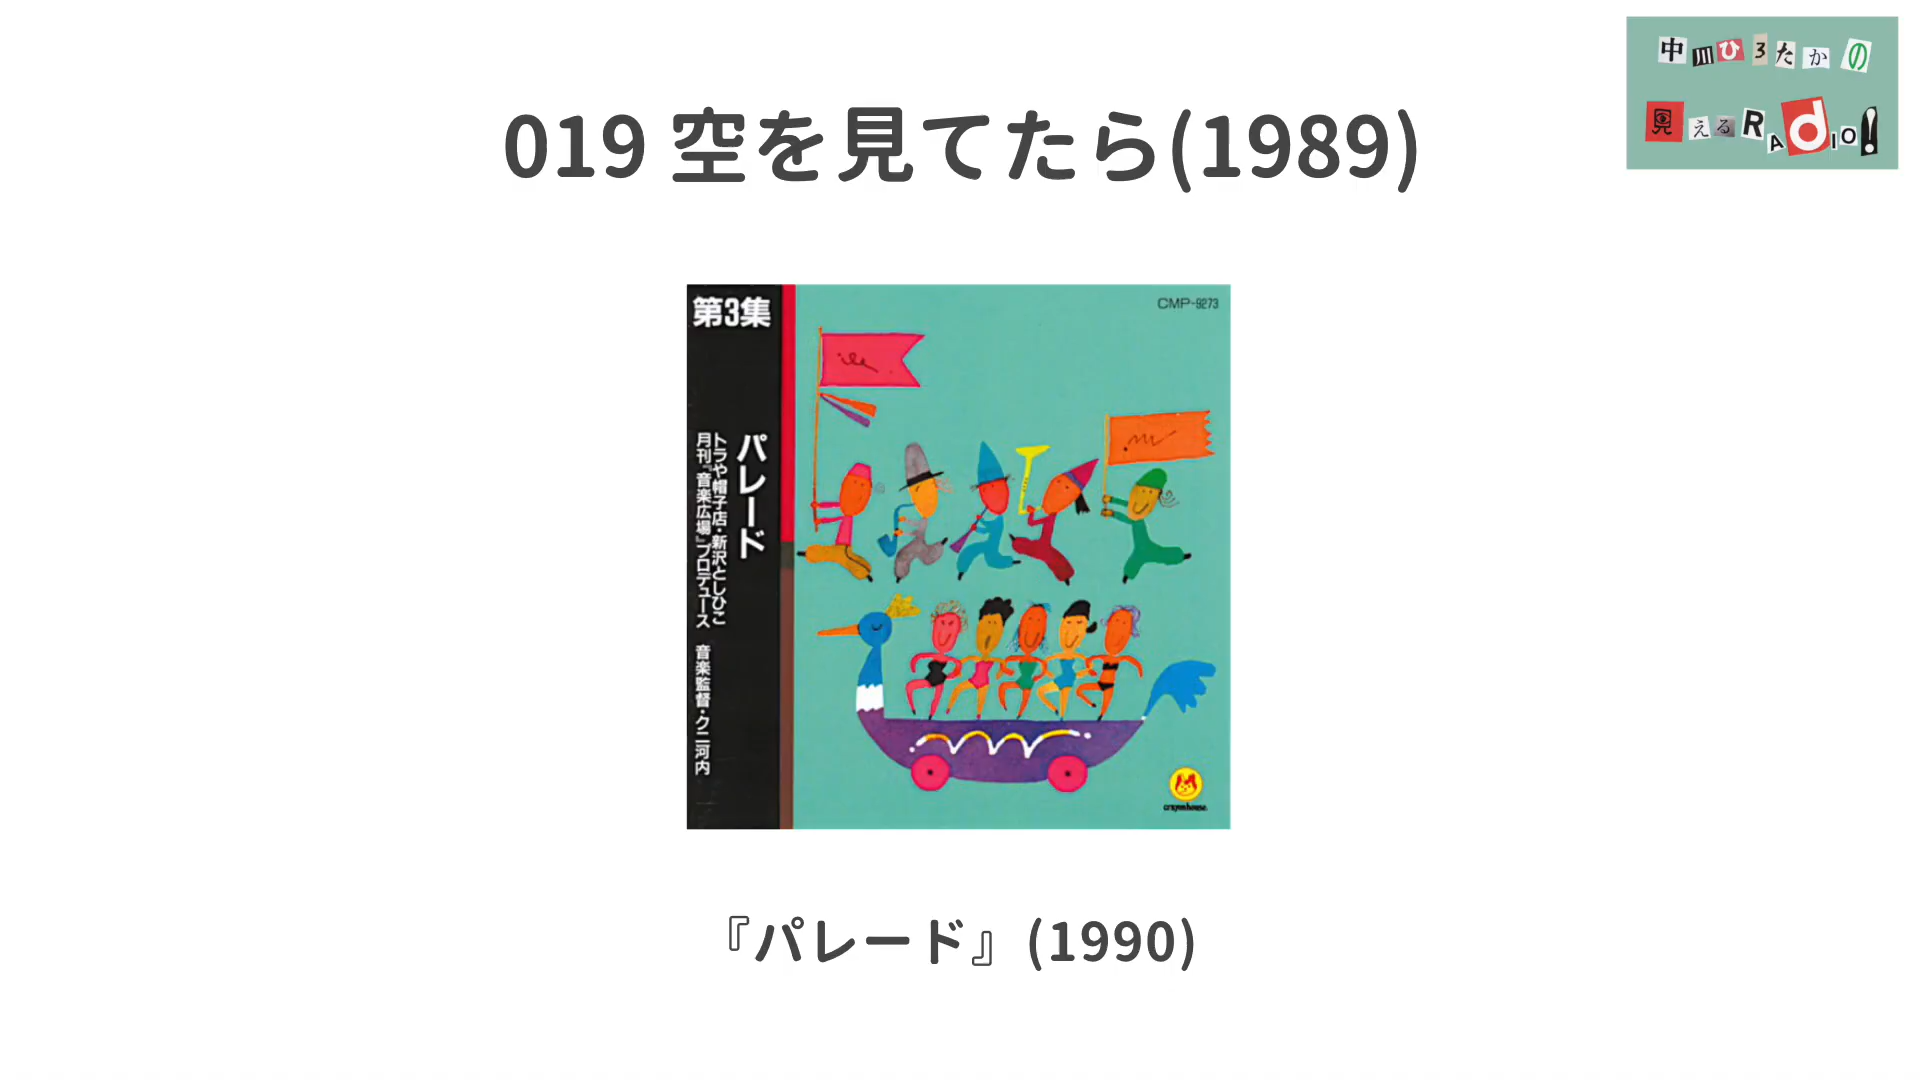 中川ひろたかの
見えるRAdIO!
019 空を見てたら(1989)
第3集
CMP-9273
パレード
トラや帽子店・新沢としひこ
月刊『音楽広場』プロデュース
音楽監督・クニ河内
crayonhouse
『パレード』(1990)